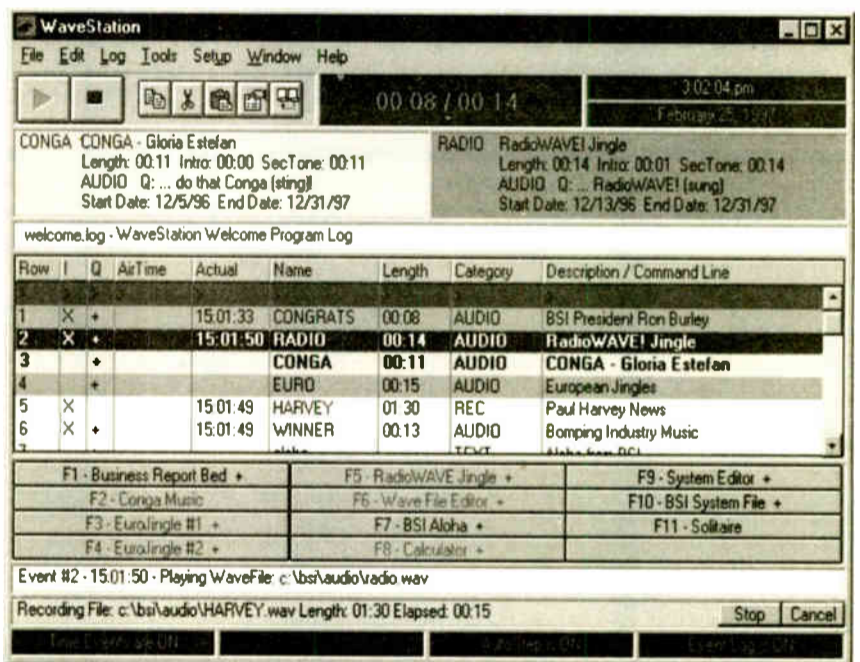 WaveStation
File Edit Log Tools Setup Window Help
00:08 / 00:14
3:02:04 pm
February 25, 1997
CONGA CONGA - Gloria Estefan
Length: 00:11 Intro: 00:00 SecTone: 00:11
AUDIO Q: ... do that Conga (sting)!
Start Date: 12/5/96 End Date: 12/31/97
RADIO RadioWAVE! Jingle
Length: 00:14 Intro: 00:01 SecTone: 00:14
AUDIO Q: ... RadioWAVE! (sung)
Start Date: 12/13/96 End Date: 12/31/97
welcome.log - WaveStation Welcome Program Log
Row I Q AirTime Actual Name Length Category Description / Command Line
1 X + 15:01:33 CONGRATS 00:08 AUDIO BSI President Ron Burley
2 X + 15:01:50 RADIO 00:14 AUDIO RadioWAVE! Jingle
3 + CONGA 00:11 AUDIO CONGA - Gloria Estefan
4 + EURO 00:15 AUDIO European Jingles
5 X 15:01:49 HARVEY 01:30 REC Paul Harvey News
6 X + 15:01:49 WINNER 00:13 AUDIO Bomping Industry Music
F1 - Business Report Bed + F5 - RadioWAVE Jingle + F9 - System Editor +
F2 - Conga Music F6 - Wave File Editor + F10 - BSI System File +
F3 - EuroJingle #1 + F7 - BSI Aloha + F11 - Solitaire
F4 - EuroJingle #2 + F8 - Calculator +
Event #2 - 15:01:50 - Playing WaveFile: c:\bsi\audio\radio.wav
Recording File: c:\bsi\audio\HARVEY.wav Length: 01:30 Elapsed: 00:15 Stop Cancel
Time Events are ON